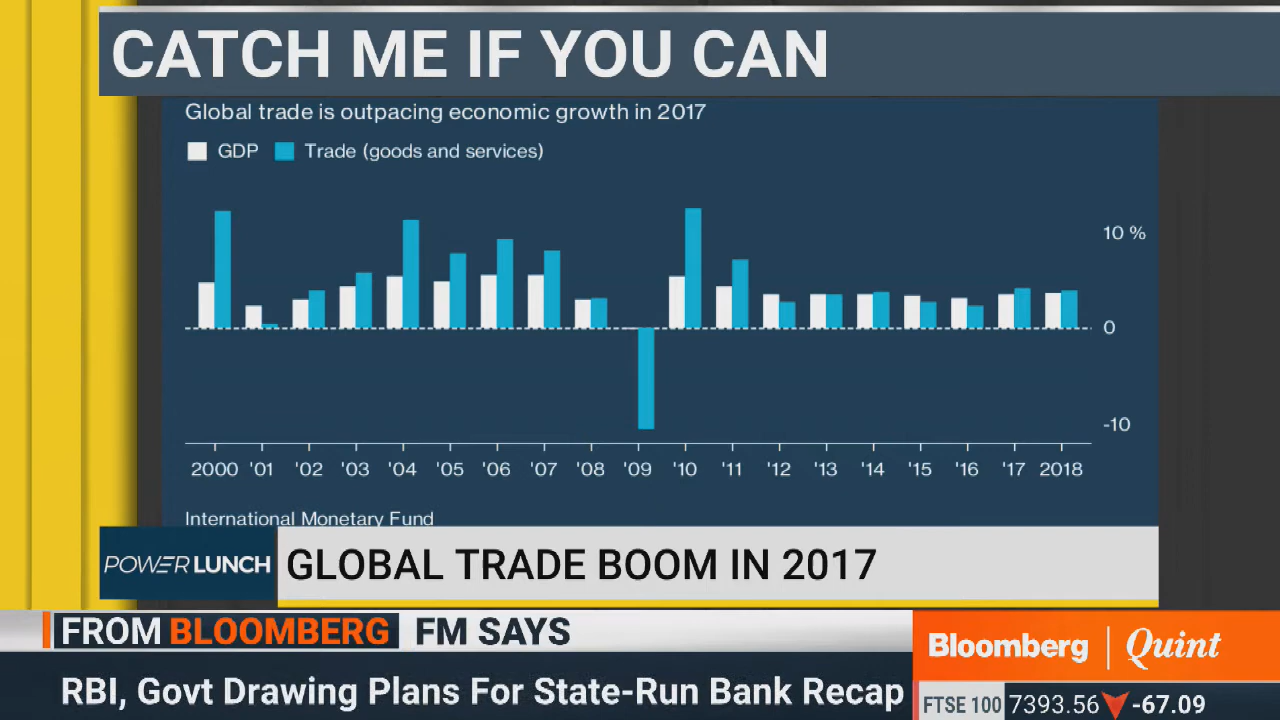 CATCH ME IF YOU CAN
Global trade is outpacing economic growth in 2017
GDP Trade (goods and services)
10 %
0
-10
2000 '01 '02 '03 '04 '05 '06 '07 '08 '09 '10 '11 '12 '13 '14 '15 '16 '17 2018
International Monetary Fund
POWER LUNCH GLOBAL TRADE BOOM IN 2017
FROM BLOOMBERG FM SAYS
RBI, Govt Drawing Plans For State-Run Bank Recap
Bloomberg | Quint
FTSE 100 7393.56 -67.09